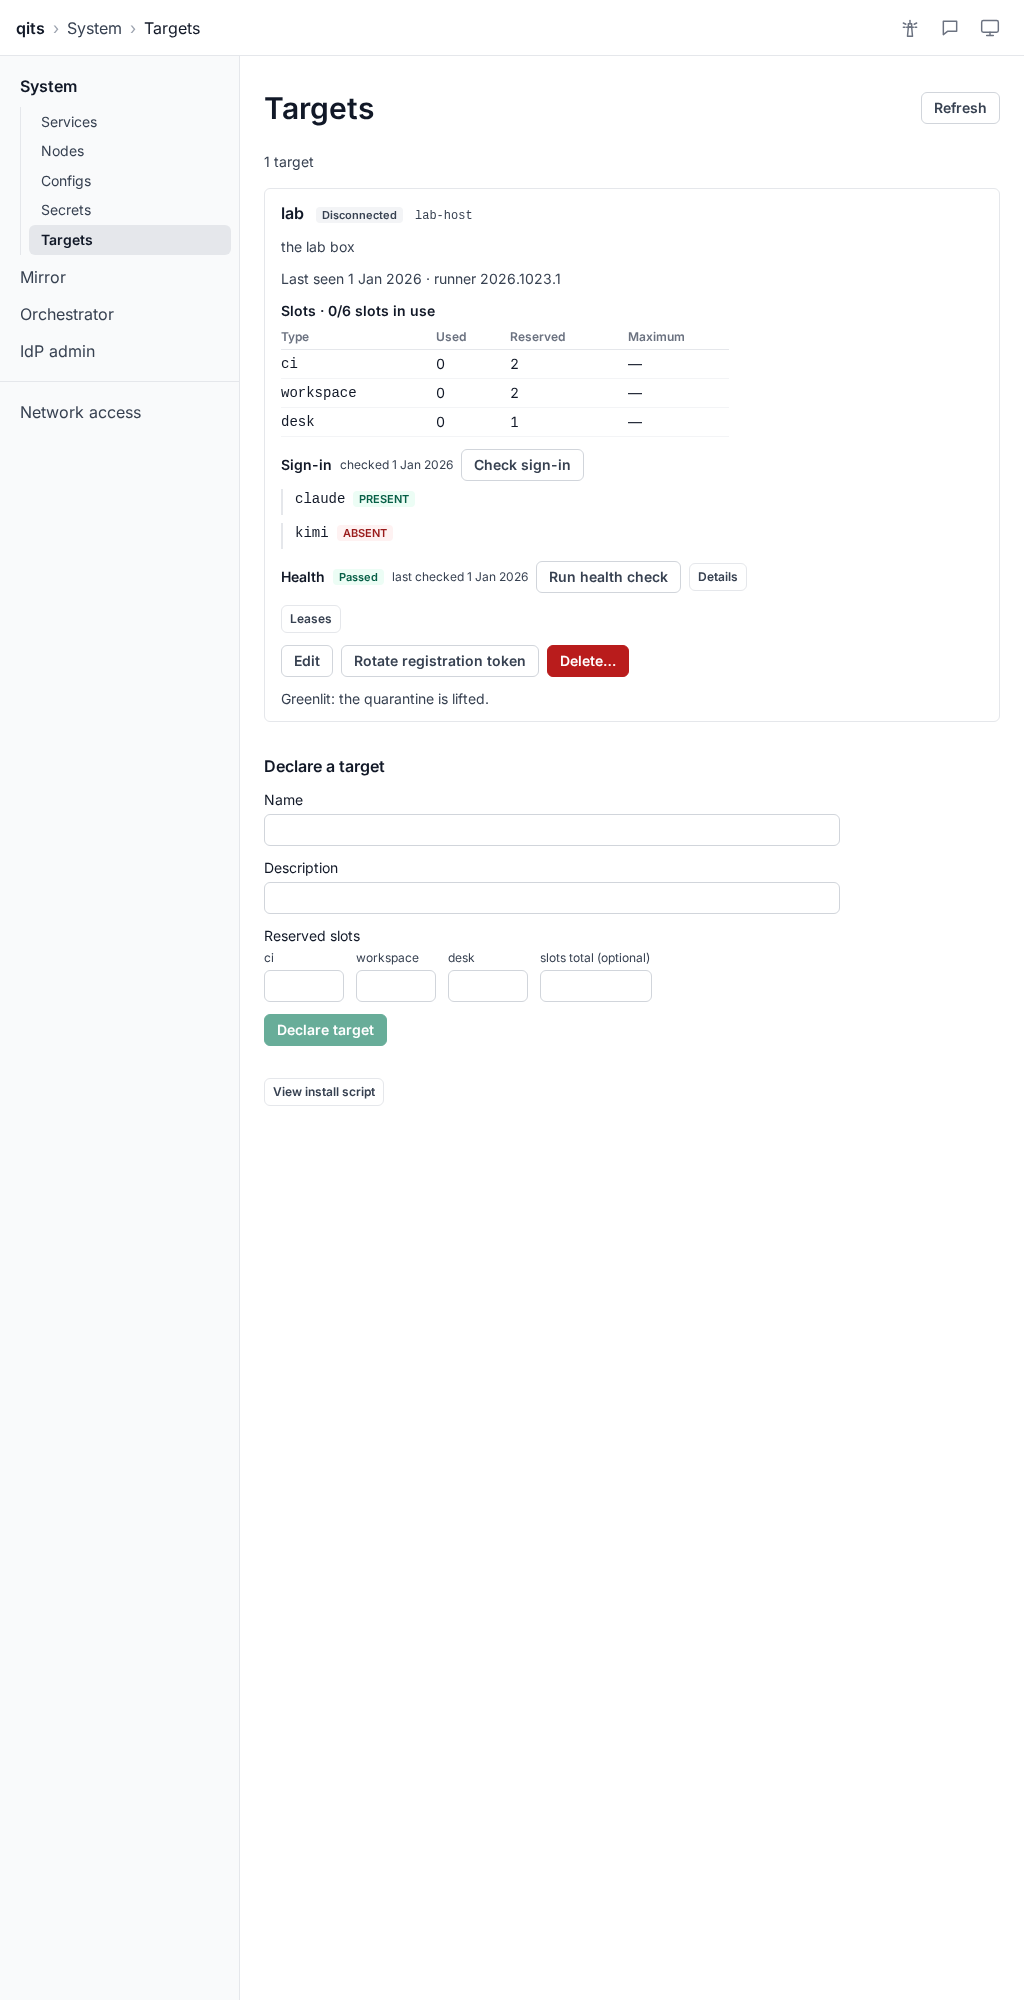 qits › System › Targets
System
Services
Nodes
Configs
Secrets
Targets
Mirror
Orchestrator
IdP admin
Network access
Targets
Refresh
1 target
lab Disconnected lab-host
the lab box
Last seen 1 Jan 2026 · runner 2026.1023.1
Slots · 0/6 slots in use
Type Used Reserved Maximum
ci 0 2 —
workspace 0 2 —
desk 0 1 —
Sign-in checked 1 Jan 2026 Check sign-in
claude PRESENT
kimi ABSENT
Health Passed last checked 1 Jan 2026 Run health check Details
Leases
Edit Rotate registration token Delete…
Greenlit: the quarantine is lifted.
Declare a target
Name
Description
Reserved slots
ci workspace desk slots total (optional)
Declare target
View install script